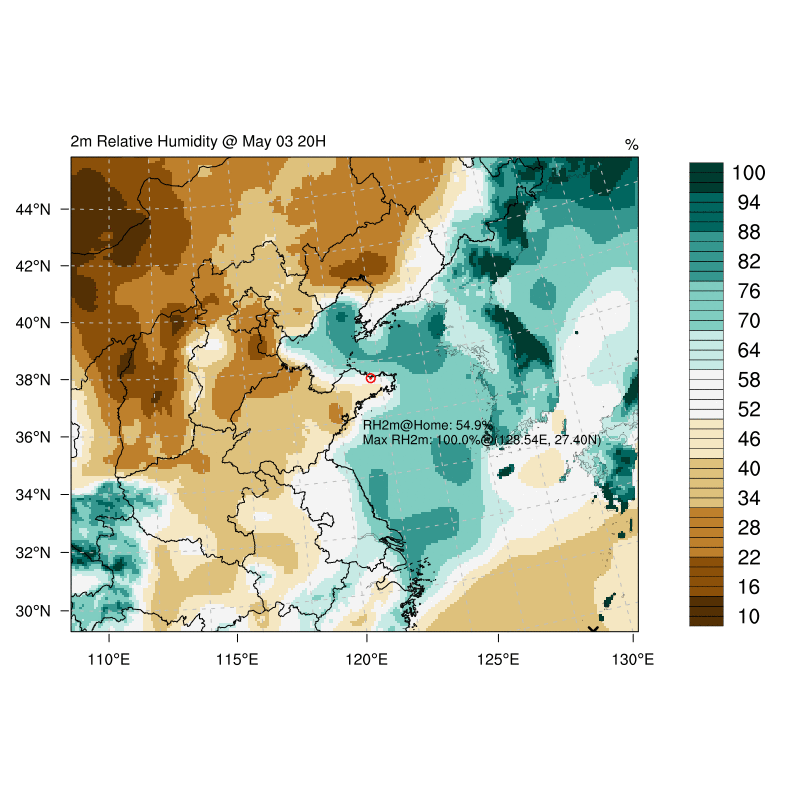 2m Relative Humidity @ May 03 20H
%
100
94
88
82
76
70
64
58
52
46
40
34
28
22
16
10
44°N
42°N
40°N
38°N
36°N
34°N
32°N
30°N
RH2m@Home: 54.9%
Max RH2m: 100.0%@(128.54E, 27.40N)
110°E 115°E 120°E 125°E 130°E